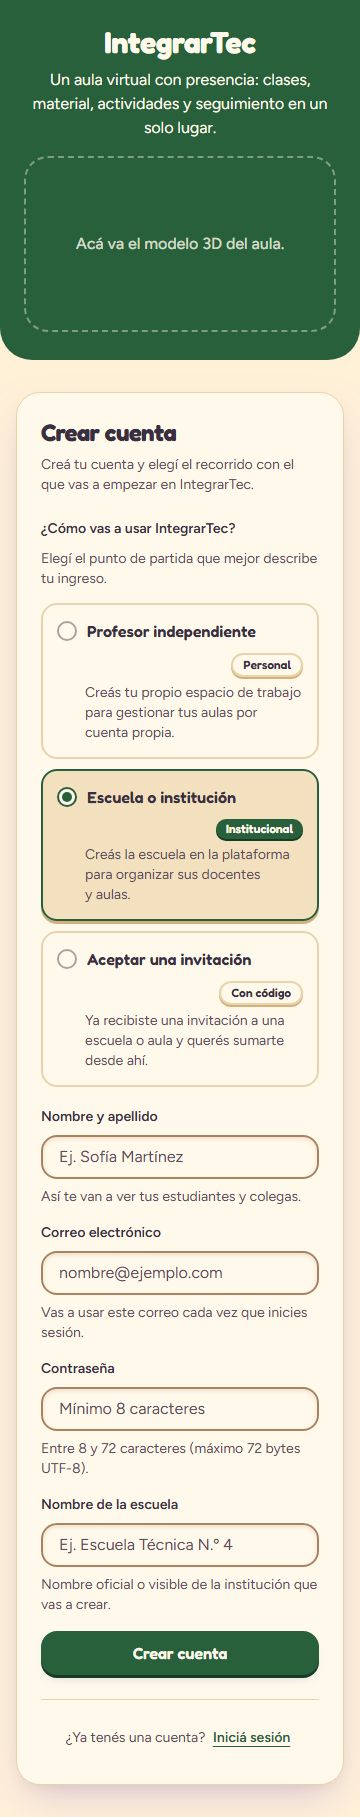 IntegrarTec
Un aula virtual con presencia: clases,
material, actividades y seguimiento en un
solo lugar.
Acá va el modelo 3D del aula.
Crear cuenta
Creá tu cuenta y elegí el recorrido con el
que vas a empezar en IntegrarTec.
¿Cómo vas a usar IntegrarTec?
Elegí el punto de partida que mejor describe
tu ingreso.
Profesor independiente
Personal
Creás tu propio espacio de trabajo
para gestionar tus aulas por
cuenta propia.
Escuela o institución
Institucional
Creás la escuela en la plataforma
para organizar sus docentes
y aulas.
Aceptar una invitación
Con código
Ya recibiste una invitación a una
escuela o aula y querés sumarte
desde ahí.
Nombre y apellido
Ej. Sofía Martínez
Así te van a ver tus estudiantes y colegas.
Correo electrónico
nombre@ejemplo.com
Vas a usar este correo cada vez que inicies
sesión.
Contraseña
Mínimo 8 caracteres
Entre 8 y 72 caracteres (máximo 72 bytes
UTF-8).
Nombre de la escuela
Ej. Escuela Técnica N.º 4
Nombre oficial o visible de la institución que
vas a crear.
Crear cuenta
¿Ya tenés una cuenta? Iniciá sesión